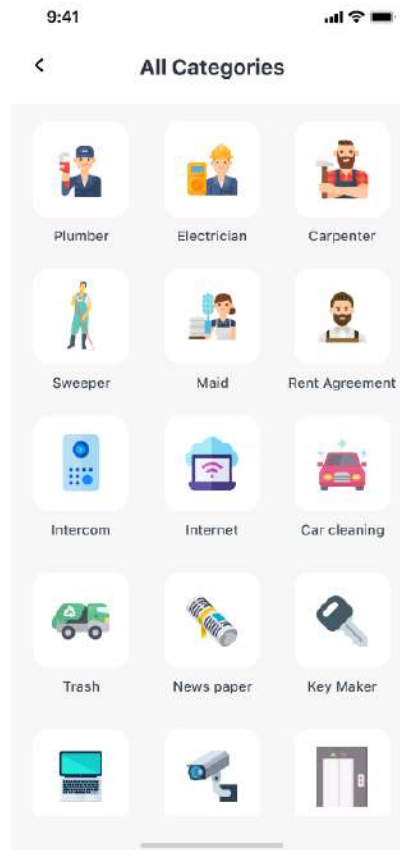 9:41
All Categories
Plumber
Electrician
Carpenter
Sweeper
Maid
Rent Agreement
Intercom
Internet
Car cleaning
Trash
News paper
Key Maker